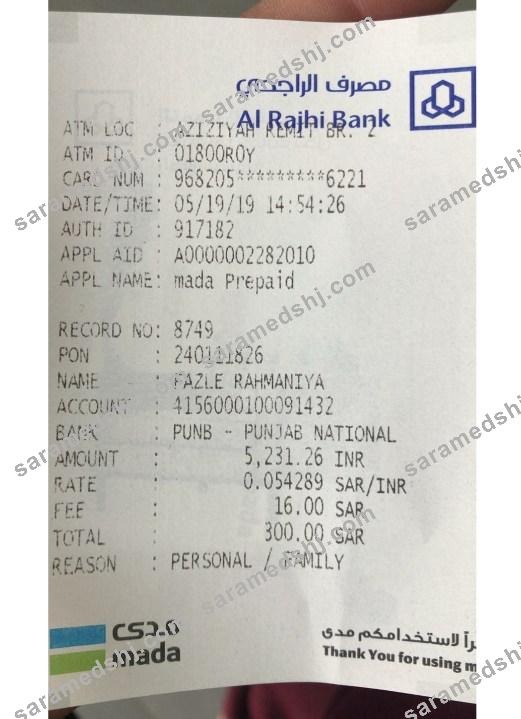 مصرف الراجحي
Al Rajhi Bank
ATM LOC : AZIZIYAH REMIT BR. 2
ATM ID : 01800ROY
CARD NUM : 968205*********6221
DATE/TIME: 05/19/19 14:54:26
AUTH ID : 917182
APPL AID : A0000002282010
APPL NAME: mada Prepaid
RECORD NO: 8749
PON : 240111826
NAME : FAZLE RAHMANIYA
ACCOUNT : 4156000100091432
BANK : PUNB - PUNJAB NATIONAL
AMOUNT : 5,231.26 INR
RATE : 0.054289 SAR/INR
FEE : 16.00 SAR
TOTAL : 300.00 SAR
REASON : PERSONAL / FAMILY
مدى
mada
لاستخدامكم مدى
Thank You for using m
saramedshj.com